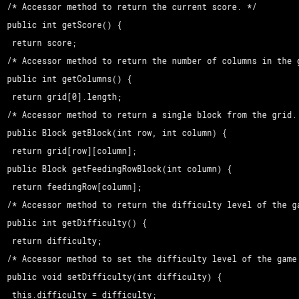 /* Accessor method to return the current score. */
public int getScore() {
return score;
/* Accessor method to return the number of columns in the
public int getColumns() {
return grid[0].length;
/* Accessor method to return a single block from the grid.
public Block getBlock(int row, int column) {
return grid[row][column];
public Block getFeedingRowBlock(int column) {
return feedingRow[column];
/* Accessor method to return the difficulty level of the
public int getDifficulty() {
return difficulty;
/* Accessor method to set the difficulty level of the game
public void setDifficulty(int difficulty) {
this.difficulty = difficulty;